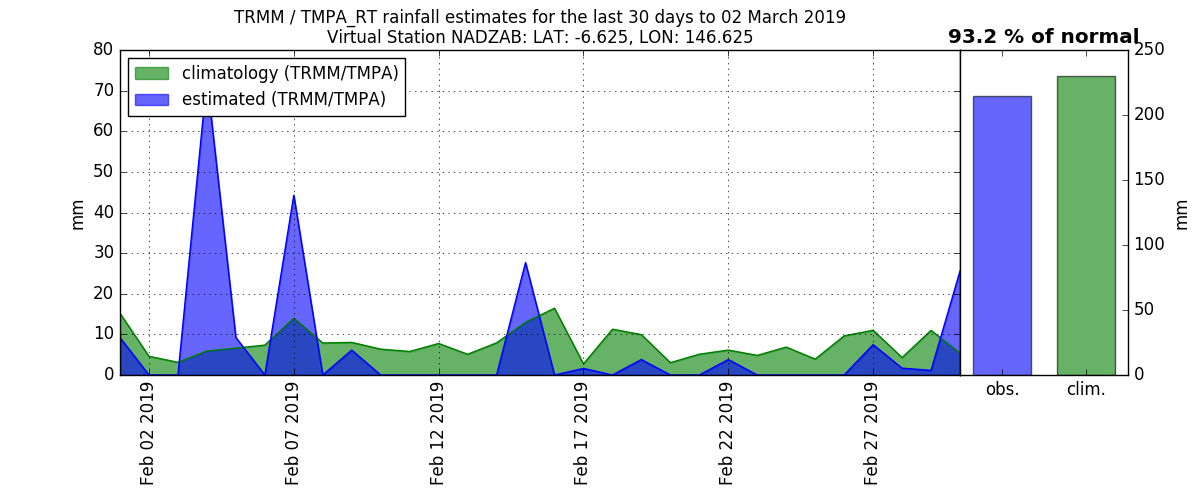 TRMM / TMPA_RT rainfall estimates for the last 30 days to 02 March 2019
Virtual Station NADZAB: LAT: -6.625, LON: 146.625
93.2 % of normal
climatology (TRMM/TMPA)
estimated (TRMM/TMPA)
80
70
60
50
40
30
20
10
0
mm
Feb 02 2019
Feb 07 2019
Feb 12 2019
Feb 17 2019
Feb 22 2019
Feb 27 2019
obs.
clim.
250
200
150
100
50
0
mm